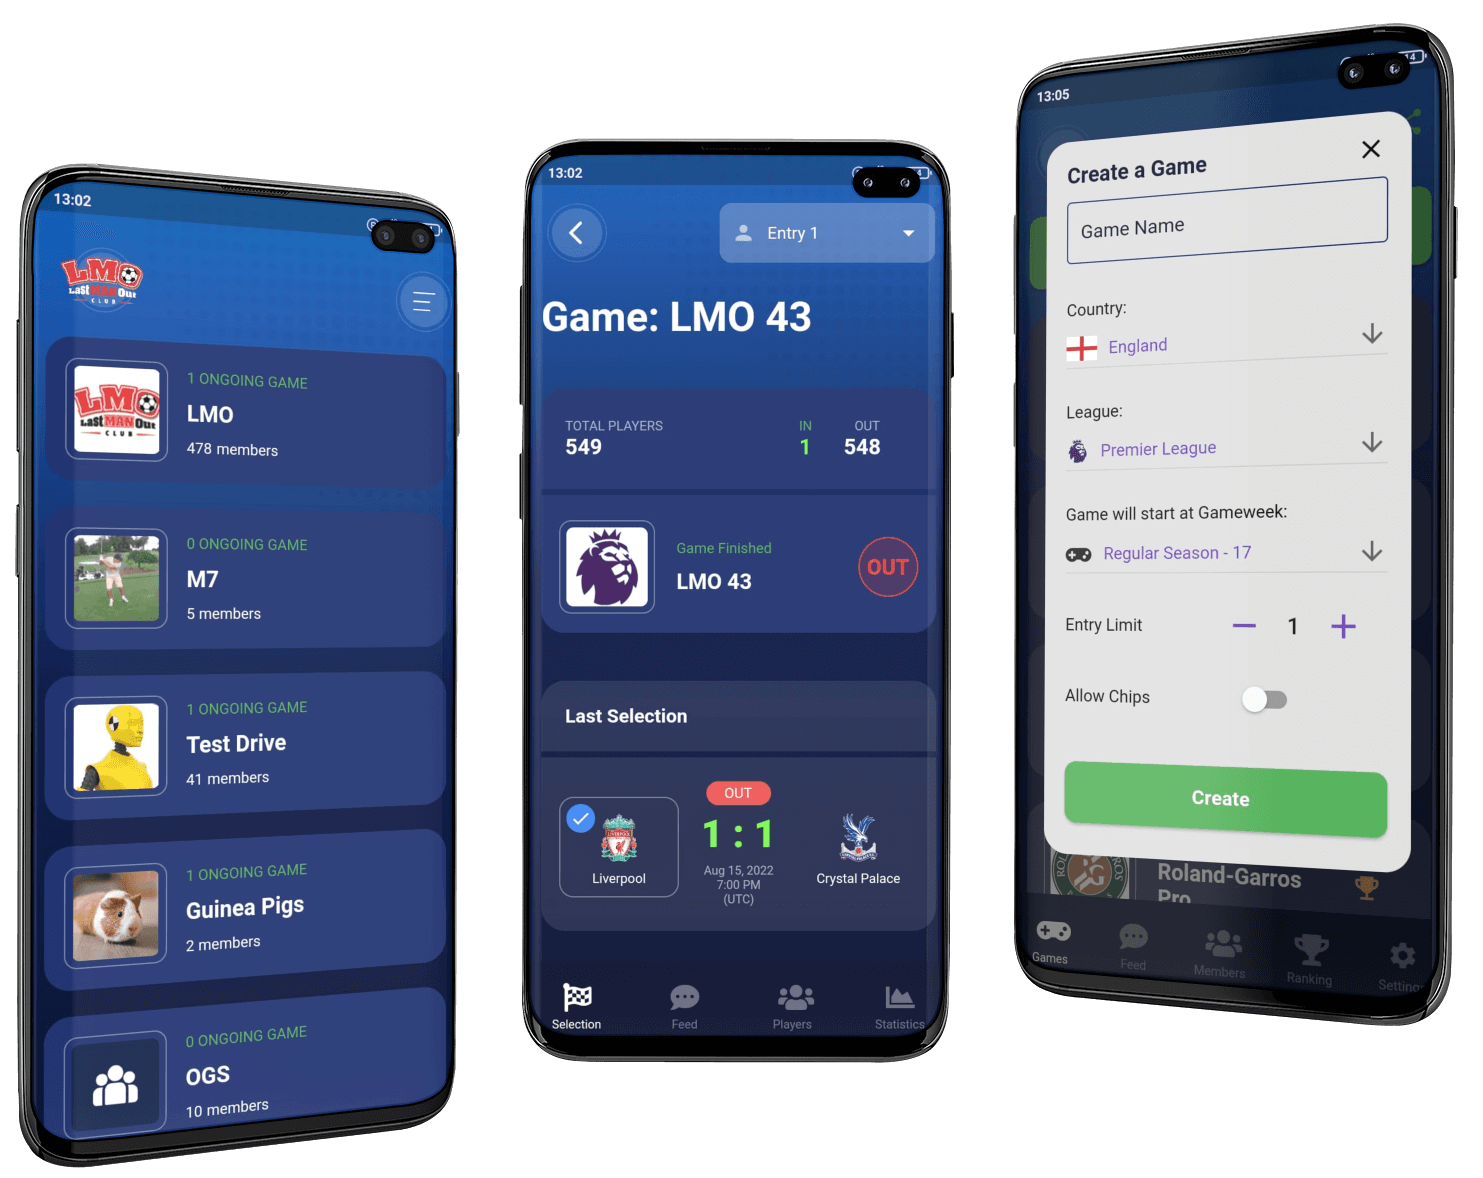 13:02
LMO
Last MAN Out
CLUB
1 ONGOING GAME
LMO
Last MAN Out
CLUB
LMO
478 members
0 ONGOING GAME
M7
5 members
1 ONGOING GAME
Test Drive
41 members
1 ONGOING GAME
Guinea Pigs
2 members
0 ONGOING GAME
OGS
10 members
13:02
Entry 1
Game: LMO 43
TOTAL PLAYERS IN OUT
549 1 548
Game Finished
LMO 43
OUT
Last Selection
OUT
1 : 1
Aug 15, 2022
7:00 PM
(UTC)
Liverpool
Crystal Palace
Selection Feed Players Statistics
13:05
Create a Game
Game Name
Country:
England
League:
Premier League
Game will start at Gameweek:
Regular Season - 17
Entry Limit
1
Allow Chips
Create
Roland-Garros
Pro
Games Feed Members Ranking Settings